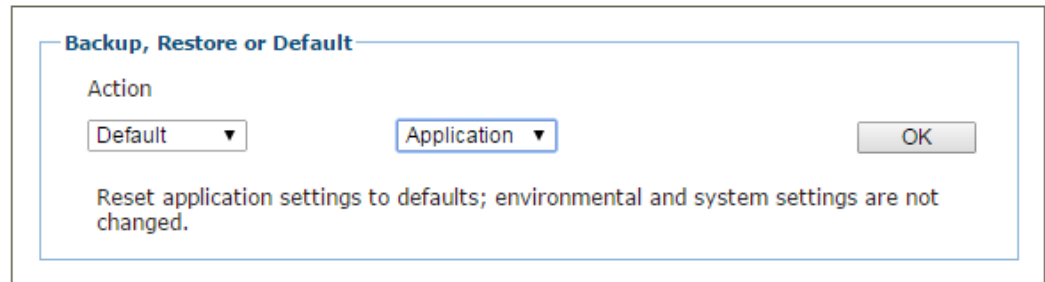 Backup, Restore or Default
Action
Default
Application
OK
Reset application settings to defaults; environmental and system settings are not
changed.